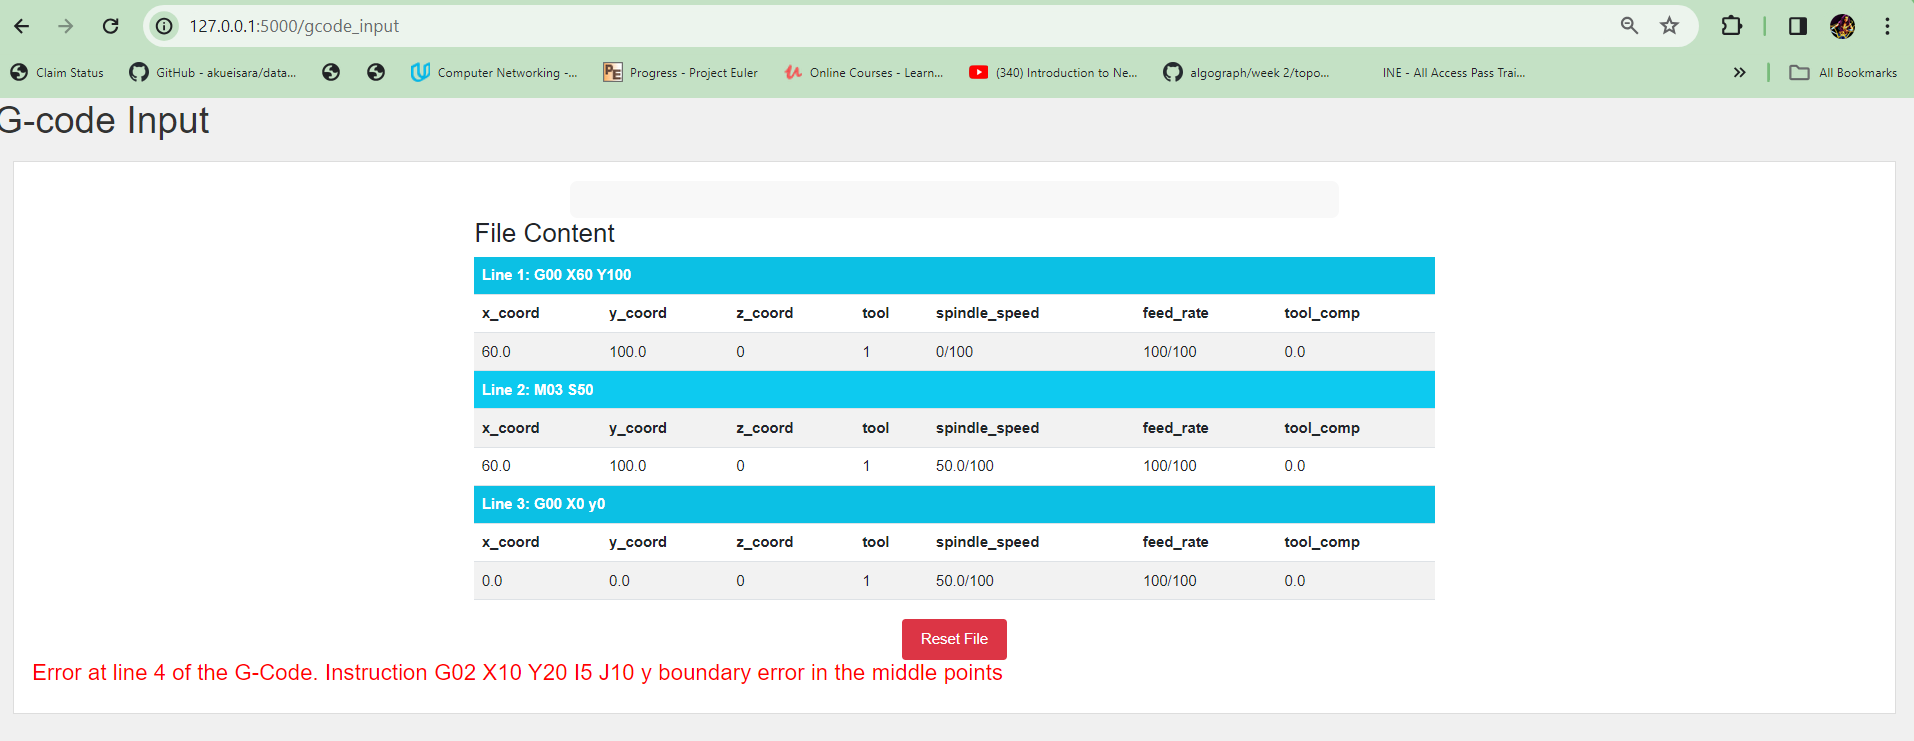 127.0.0.1:5000/gcode_input
Claim Status GitHub - akueisara/data... Computer Networking -... Progress - Project Euler Online Courses - Learn... (340) Introduction to Ne... algograph/week 2/topo... INE - All Access Pass Trai... All Bookmarks
G-code Input
File Content
Line 1: G00 X60 Y100
x_coord y_coord z_coord tool spindle_speed feed_rate tool_comp
60.0 100.0 0 1 0/100 100/100 0.0
Line 2: M03 S50
x_coord y_coord z_coord tool spindle_speed feed_rate tool_comp
60.0 100.0 0 1 50.0/100 100/100 0.0
Line 3: G00 X0 y0
x_coord y_coord z_coord tool spindle_speed feed_rate tool_comp
0.0 0.0 0 1 50.0/100 100/100 0.0
Reset File
Error at line 4 of the G-Code. Instruction G02 X10 Y20 I5 J10 y boundary error in the middle points